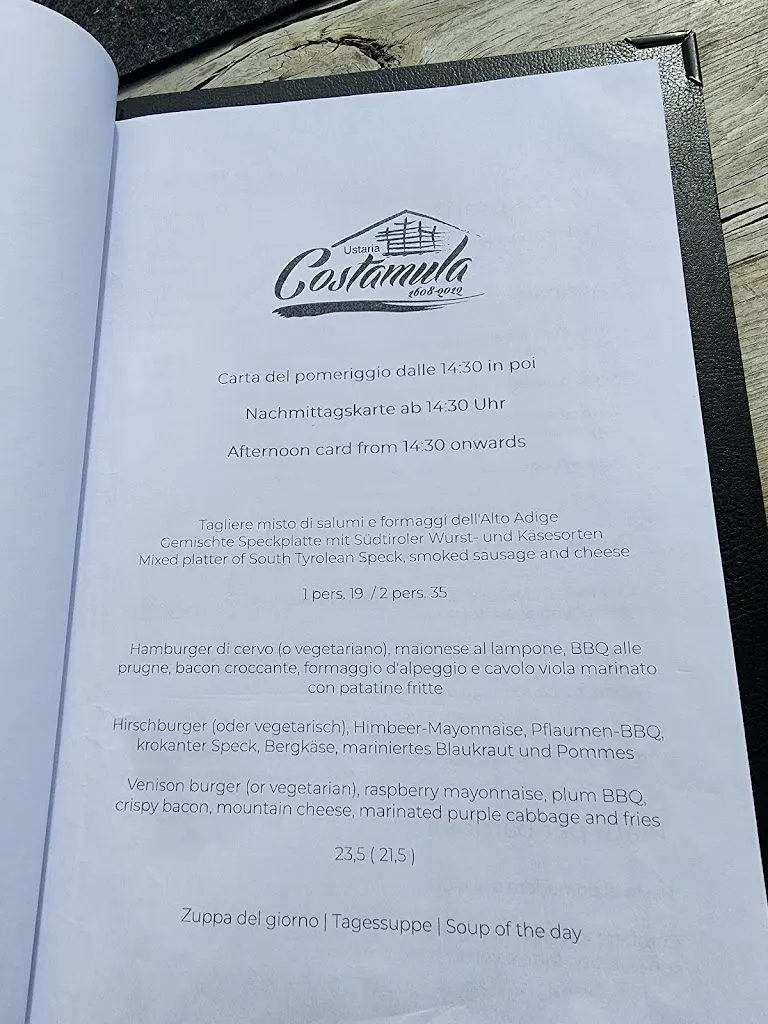 Ustaria
Costamula
1608-2012
Carta del pomeriggio dalle 14:30 in poi
Nachmittagskarte ab 14:30 Uhr
Afternoon card from 14:30 onwards
Tagliere misto di salumi e formaggi dell'Alto Adige
Gemischte Speckplatte mit Südtiroler Wurst- und Käsesorten
Mixed platter of South Tyrolean Speck, smoked sausage and cheese
1 pers. 19 / 2 pers. 35
Hamburger di cervo (o vegetariano), maionese al lampone, BBQ alle
prugne, bacon croccante, formaggio d'alpeggio e cavolo viola marinato
con patatine fritte
Hirschburger (oder vegetarisch), Himbeer-Mayonnaise, Pflaumen-BBQ,
krokanter Speck, Bergkäse, mariniertes Blaukraut und Pommes
Venison burger (or vegetarian), raspberry mayonnaise, plum BBQ,
crispy bacon, mountain cheese, marinated purple cabbage and fries
23,5 ( 21,5 )
Zuppa del giorno | Tagessuppe | Soup of the day